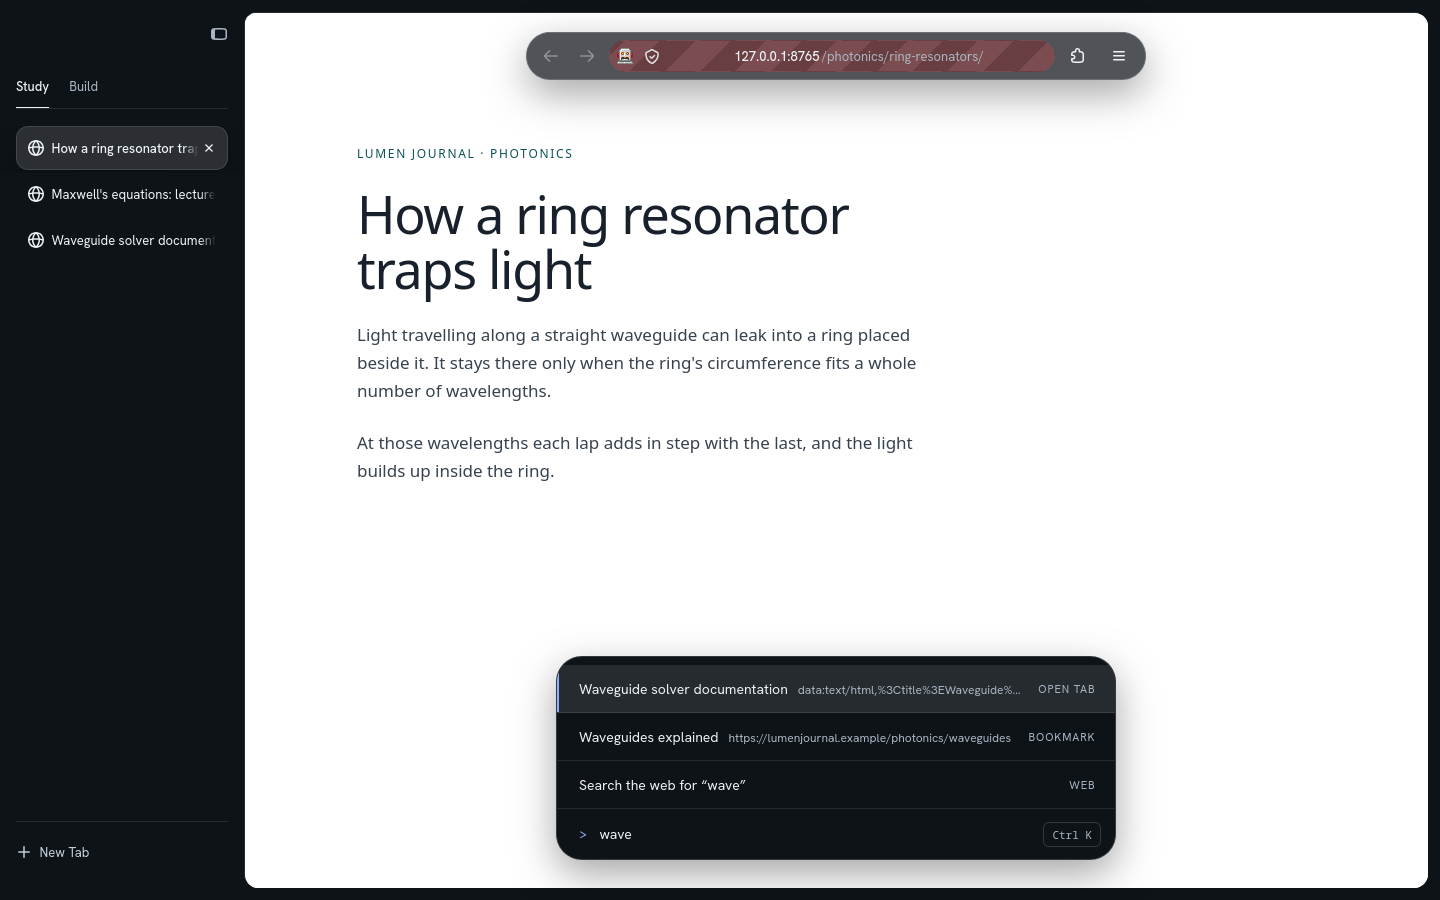 Study Build
How a ring resonator tra
Maxwell's equations: lecture
Waveguide solver document
New Tab
127.0.0.1:8765/photonics/ring-resonators/
LUMEN JOURNAL · PHOTONICS
How a ring resonator
traps light
Light travelling along a straight waveguide can leak into a ring placed
beside it. It stays there only when the ring's circumference fits a whole
number of wavelengths.
At those wavelengths each lap adds in step with the last, and the light
builds up inside the ring.
Waveguide solver documentation data:text/html,%3Ctitle%3EWaveguide%... OPEN TAB
Waveguides explained https://lumenjournal.example/photonics/waveguides BOOKMARK
Search the web for “wave” WEB
> wave Ctrl K